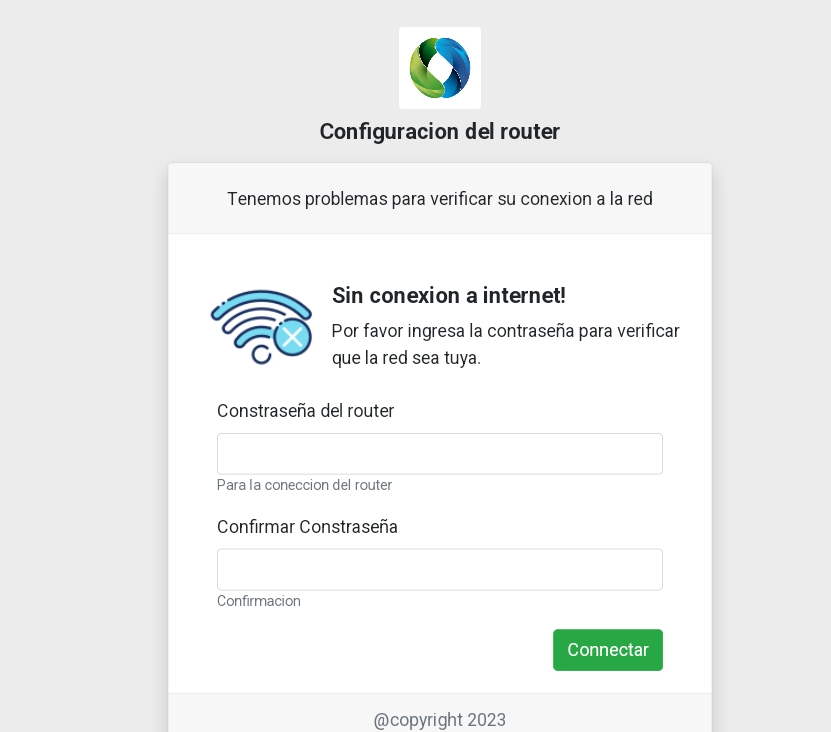 Configuracion del router
Tenemos problemas para verificar su conexion a la red
Sin conexion a internet!
Por favor ingresa la contraseña para verificar
que la red sea tuya.
Constraseña del router
Para la coneccion del router
Confirmar Constraseña
Confirmacion
Connectar
@copyright 2023